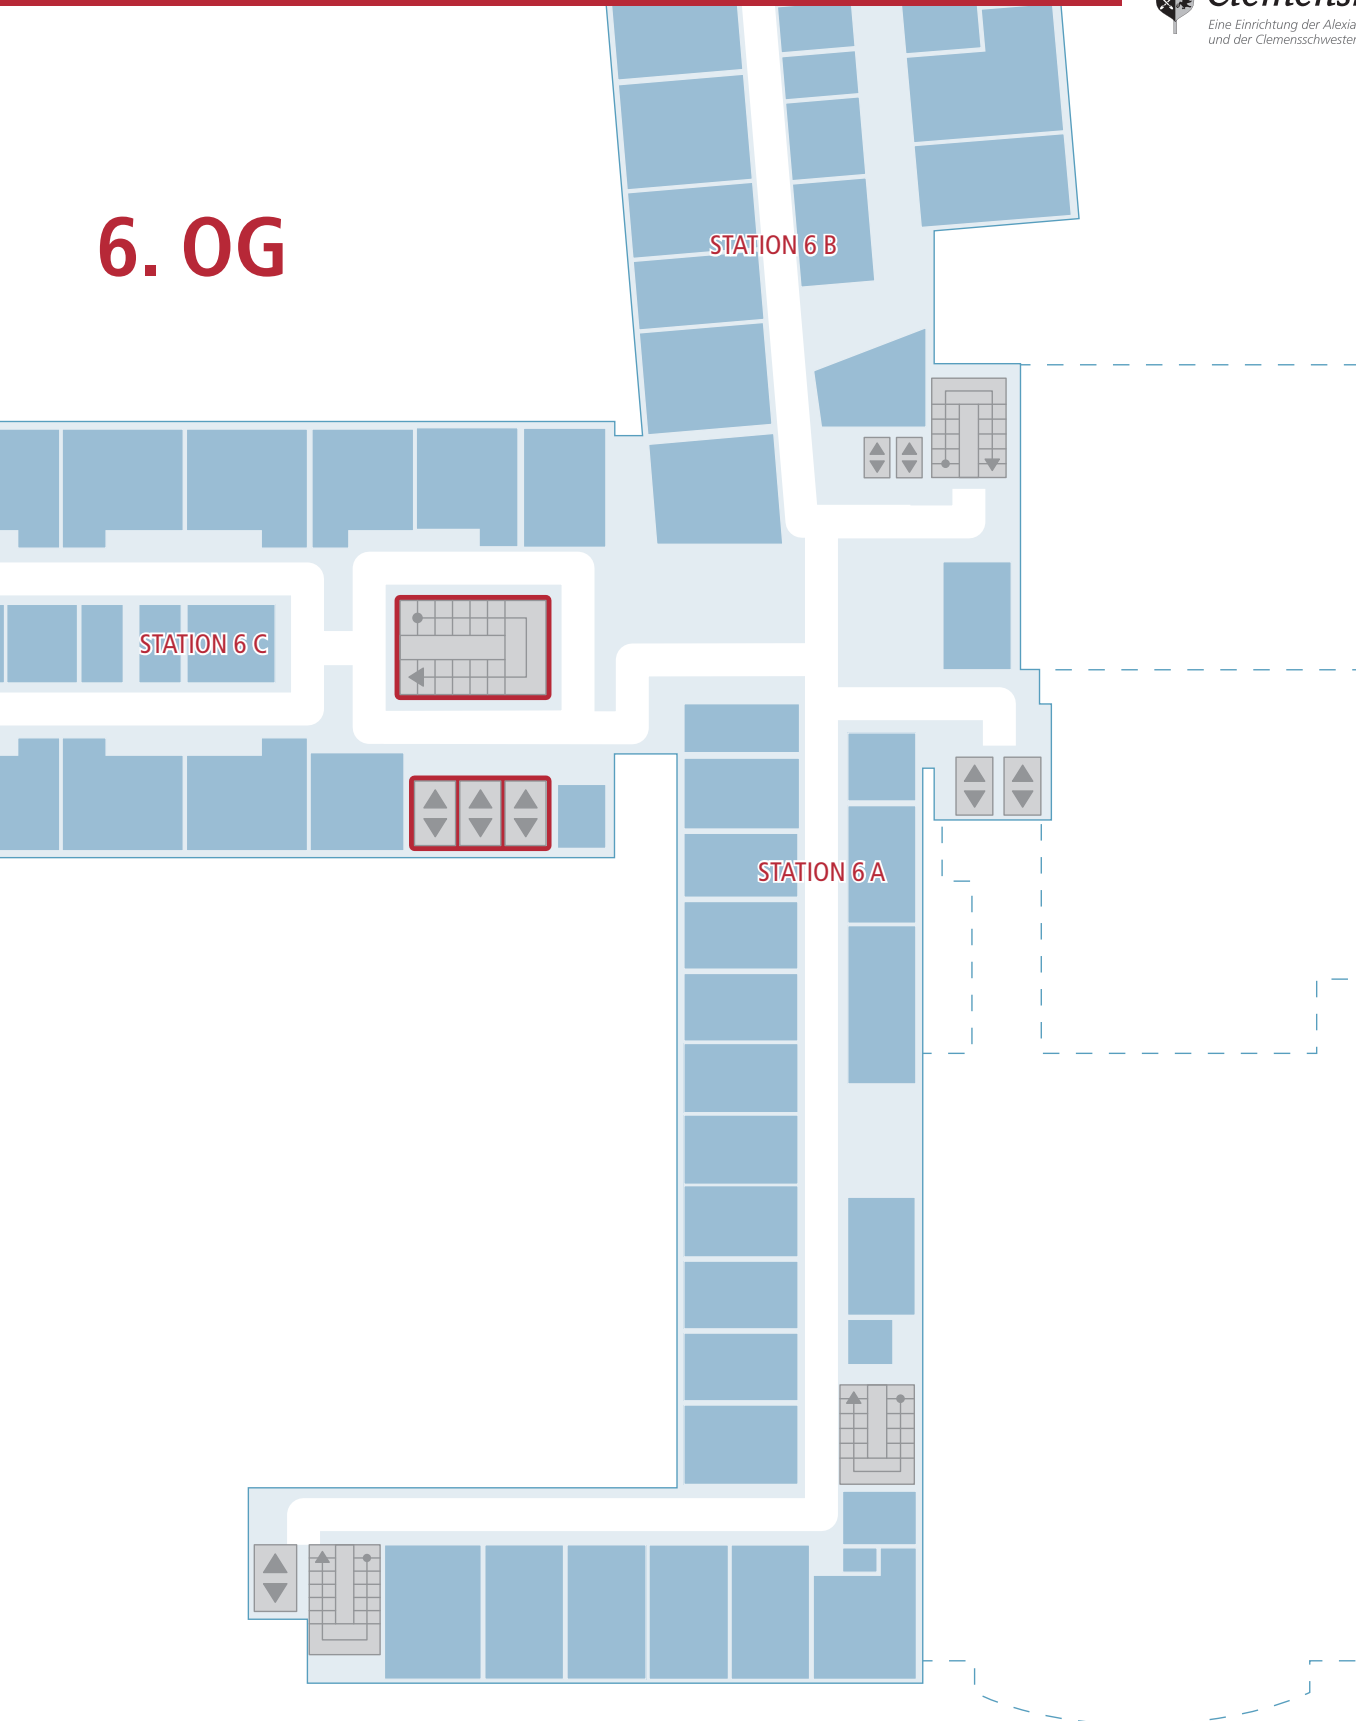 Eine Einrichtung der Alexia
und der Clemensschwester
6. OG
STATION 6 B
STATION 6 C
STATION 6 A